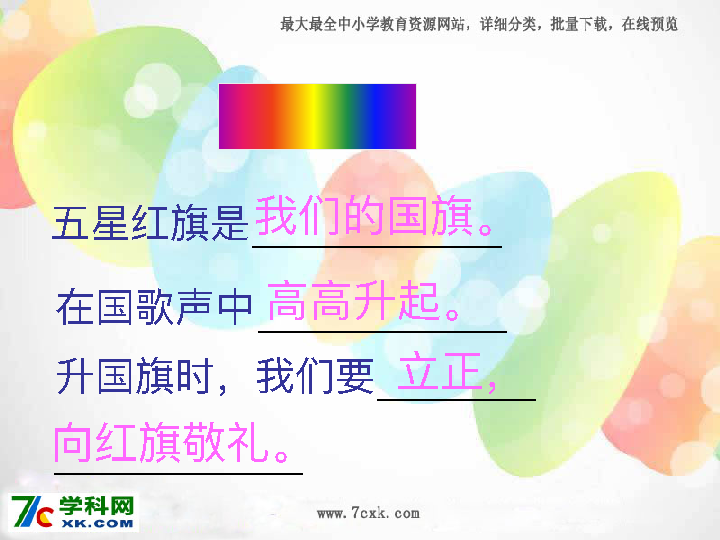 最大最全中小学教育资源网站，详细分类，批量下载，在线预览
五星红旗是我们的国旗。
在国歌声中高高升起。
升国旗时，我们要立正，
向红旗敬礼。
7C学科网
XK.COM
www.7cxk.com